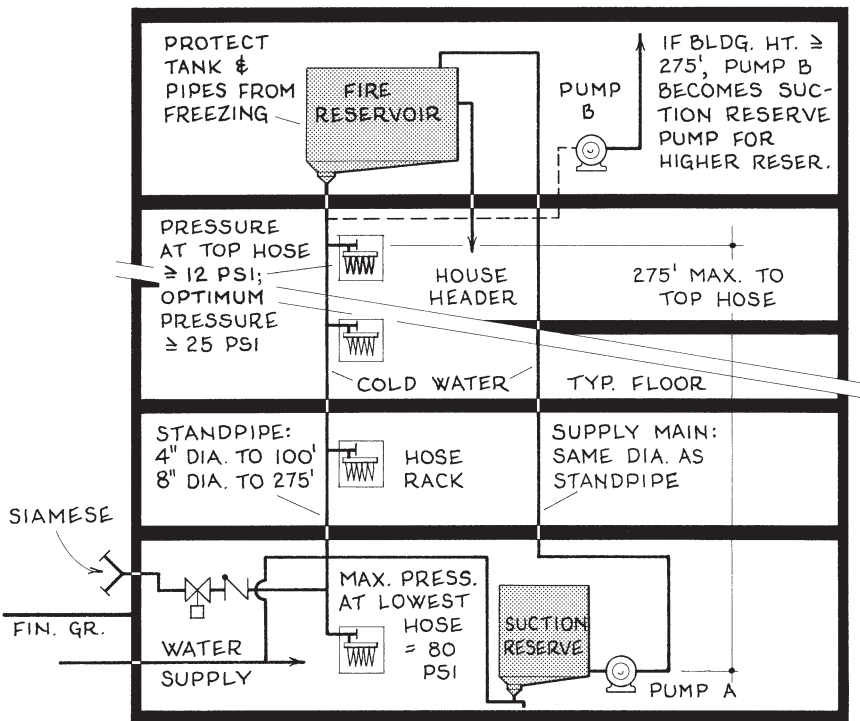 PROTECT
TANK &
PIPES FROM
FREEZING
FIRE
RESERVOIR
PUMP
B
IF BLDG. HT. ≥
275', PUMP B
BECOMES SUC-
TION RESERVE
PUMP FOR
HIGHER RESER.
PRESSURE
AT TOP HOSE
≥ 12 PSI;
OPTIMUM
PRESSURE
≥ 25 PSI
HOUSE
HEADER
275' MAX. TO
TOP HOSE
COLD WATER
TYP. FLOOR
STANDPIPE:
4" DIA. TO 100'
8" DIA. TO 275'
HOSE
RACK
SUPPLY MAIN:
SAME DIA. AS
STANDPIPE
SIAMESE
FIN. GR.
WATER
SUPPLY
MAX. PRESS.
AT LOWEST
HOSE
= 80
PSI
SUCTION
RESERVE
PUMP A